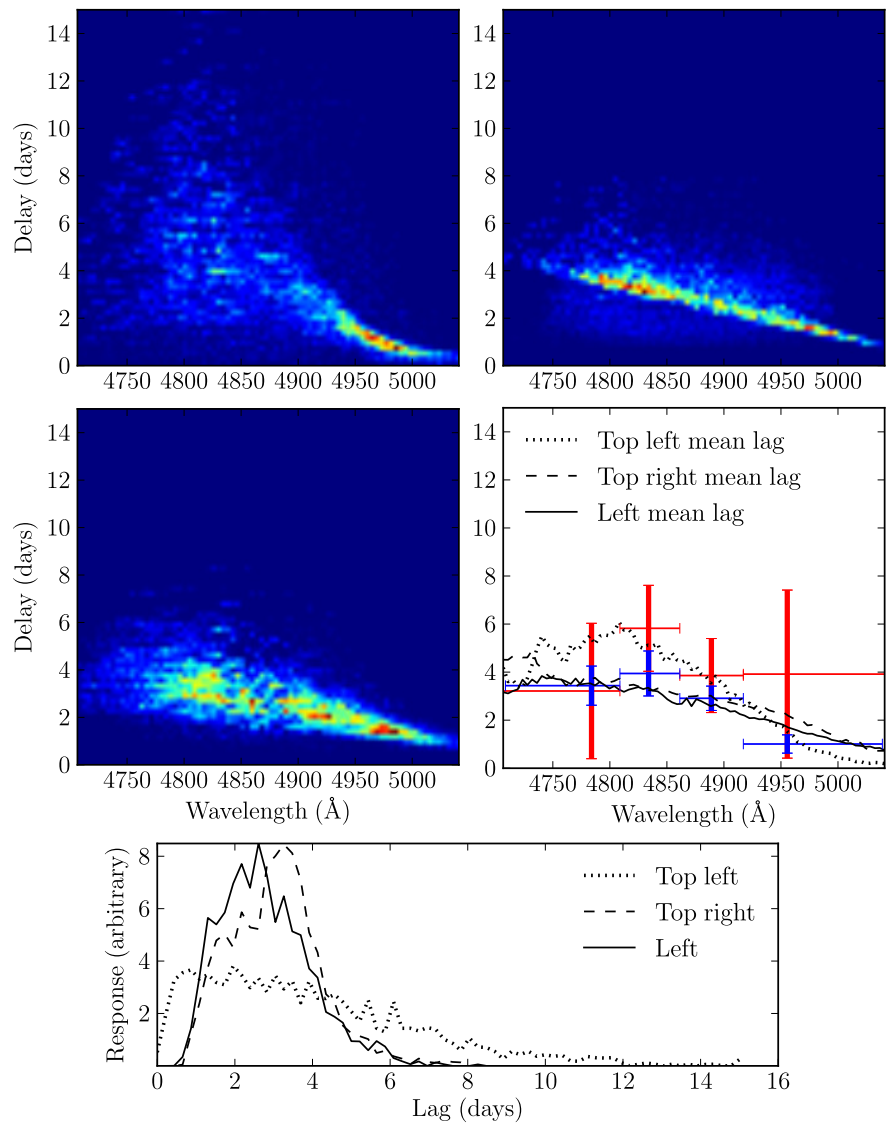 14
12
10
8
6
4
2
0
Delay (days)
4750 4800 4850 4900 4950 5000
14
12
10
8
6
4
2
0
4750 4800 4850 4900 4950 5000
14
12
10
8
6
4
2
0
Delay (days)
4750 4800 4850 4900 4950 5000
Wavelength (Å)
14
12
10
8
6
4
2
0
Top left mean lag
Top right mean lag
Left mean lag
4750 4800 4850 4900 4950 5000
Wavelength (Å)
8
6
4
2
Response (arbitrary)
Top left
Top right
Left
0 2 4 6 8 10 12 14 16
Lag (days)